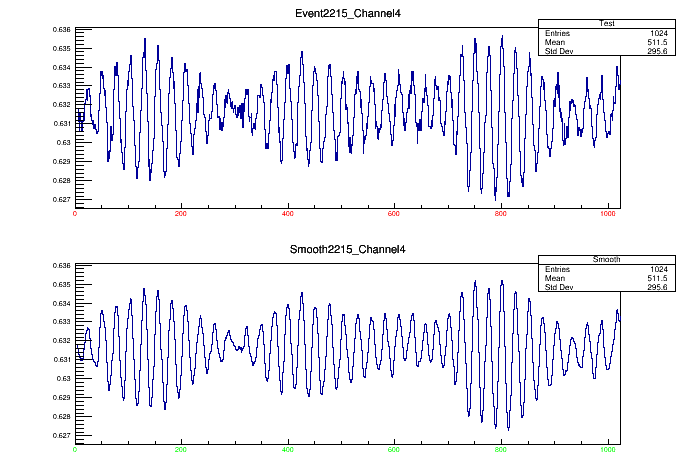 Event2215_Channel4
Test
Entries 1024
Mean 511.5
Std Dev 295.6
0.636
0.635
0.634
0.633
0.632
0.631
0.63
0.629
0.628
0.627
0 200 400 600 800 1000
Smooth2215_Channel4
Smooth
Entries 1024
Mean 511.5
Std Dev 295.6
0.636
0.635
0.634
0.633
0.632
0.631
0.63
0.629
0.628
0.627
0 200 400 600 800 1000